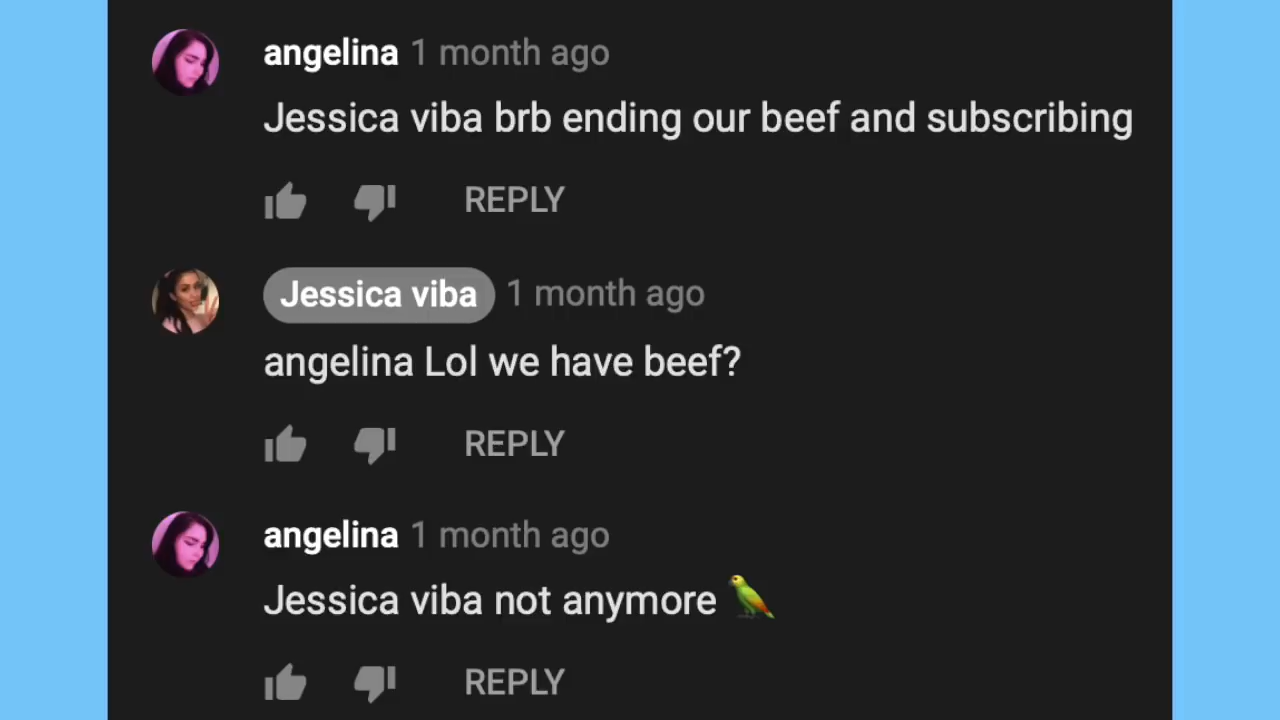 angelina 1 month ago
Jessica viba brb ending our beef and subscribing
REPLY
Jessica viba 1 month ago
angelina Lol we have beef?
REPLY
angelina 1 month ago
Jessica viba not anymore 🦜
REPLY